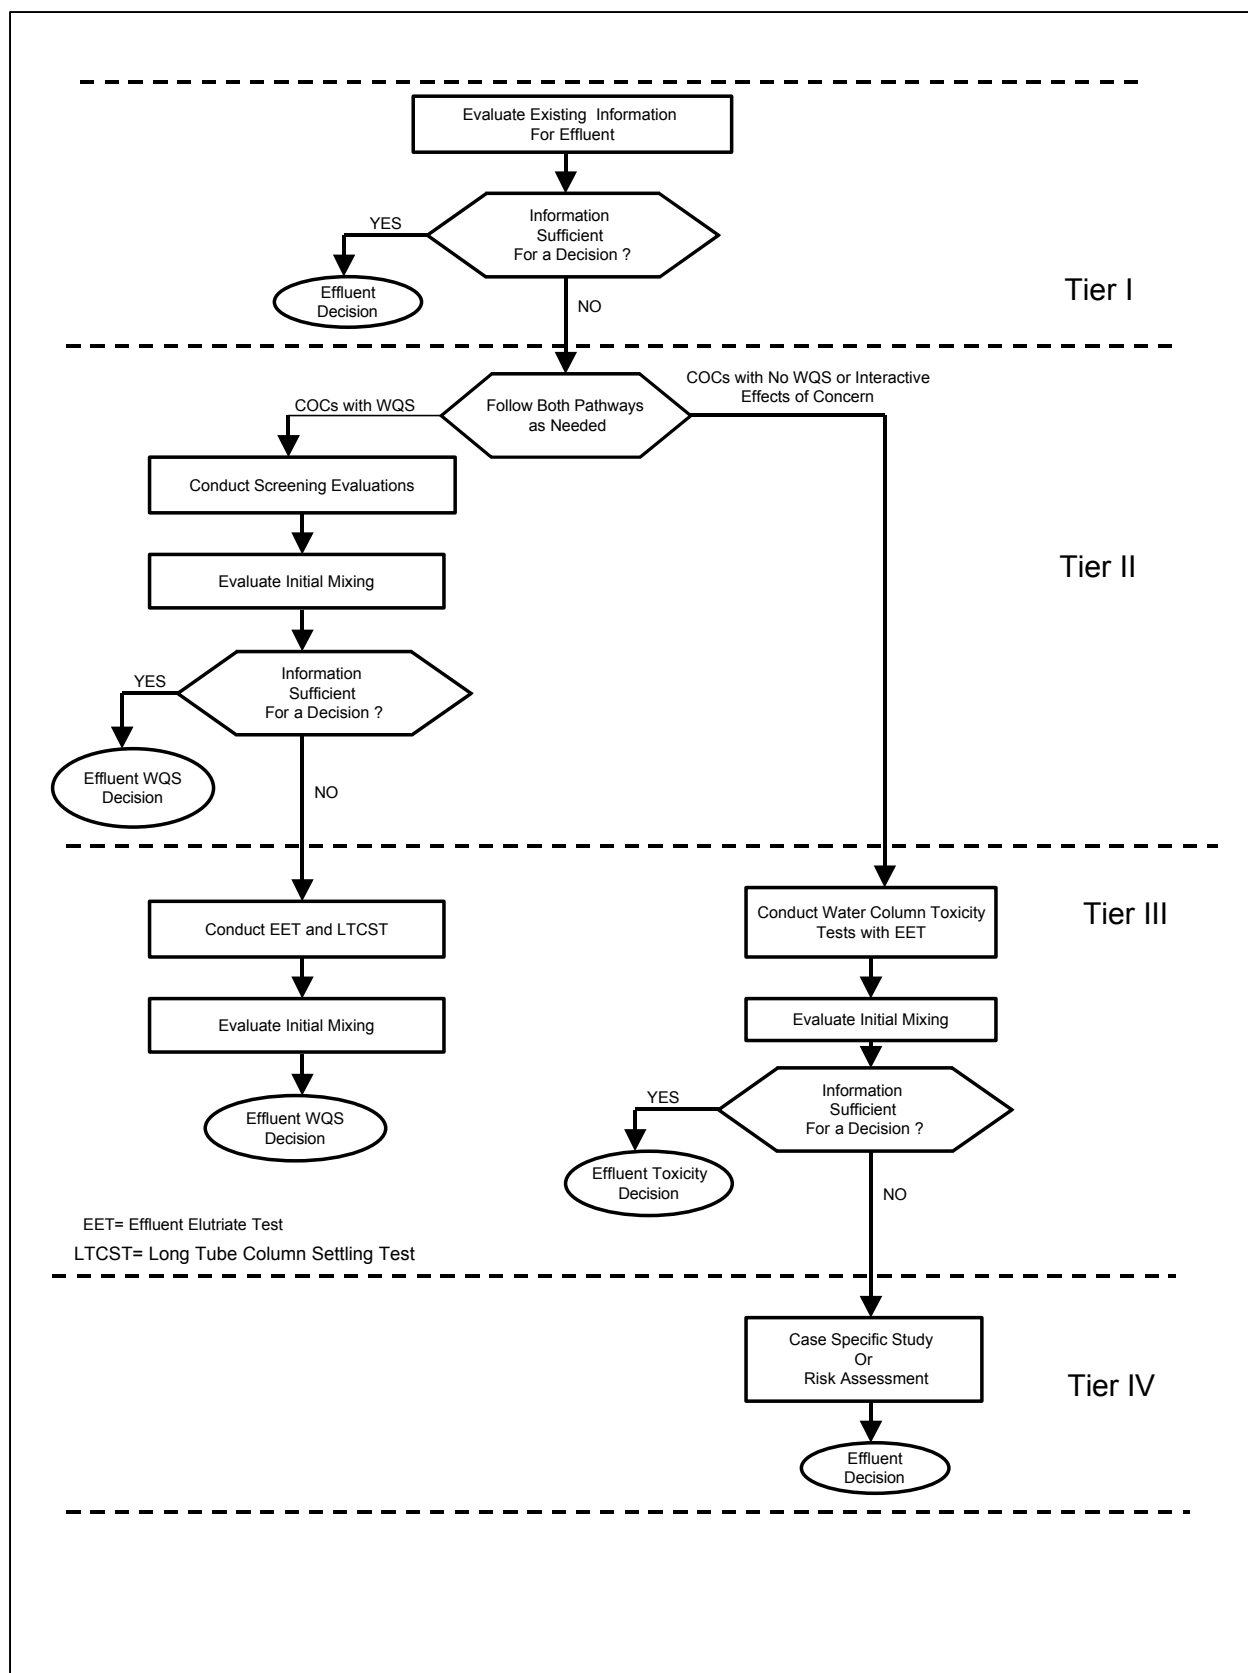 Evaluate Existing Information
For Effluent
YES
Information
Sufficient
For a Decision ?
Effluent
Decision
NO
Tier I
COCs with WQS
Follow Both Pathways
as Needed
COCs with No WQS or Interactive
Effects of Concern
Conduct Screening Evaluations
Evaluate Initial Mixing
Tier II
YES
Information
Sufficient
For a Decision ?
Effluent WQS
Decision
NO
Conduct EET and LTCST
Conduct Water Column Toxicity
Tests with EET
Tier III
Evaluate Initial Mixing
Evaluate Initial Mixing
Effluent WQS
Decision
YES
Information
Sufficient
For a Decision ?
Effluent Toxicity
Decision
NO
EET= Effluent Elutriate Test
LTCST= Long Tube Column Settling Test
Case Specific Study
Or
Risk Assessment
Tier IV
Effluent
Decision